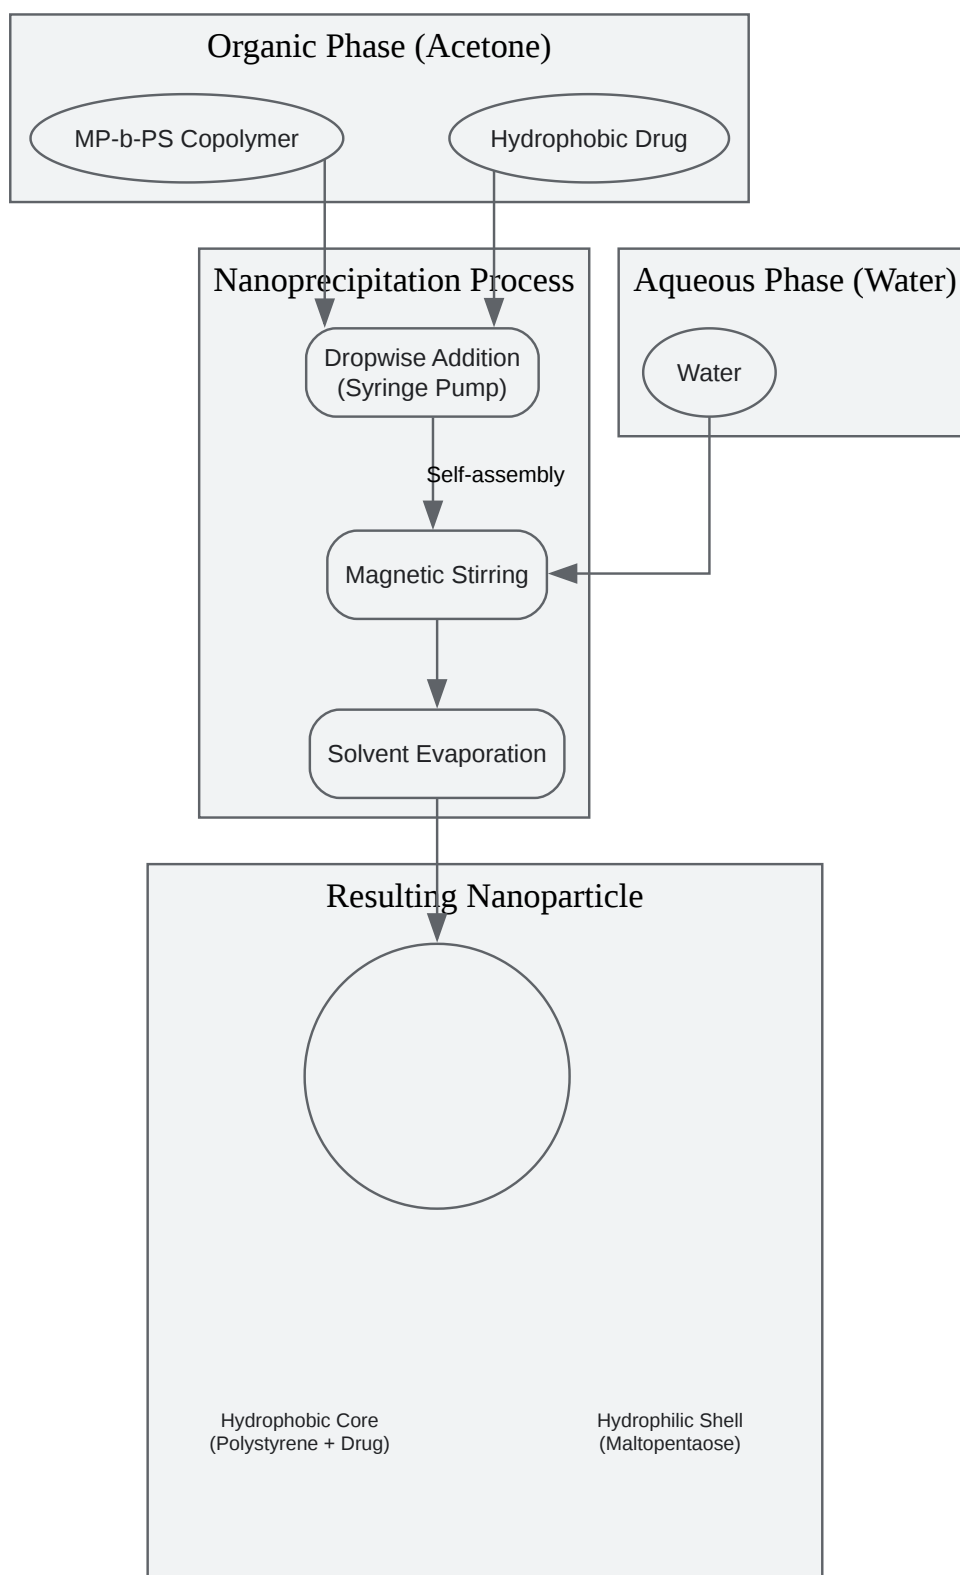 Organic Phase (Acetone)
MP-b-PS Copolymer
Hydrophobic Drug
Nanoprecipitation Process
Aqueous Phase (Water)
Dropwise Addition
(Syringe Pump)
Water
Self-assembly
Magnetic Stirring
Solvent Evaporation
Resulting Nanoparticle
Hydrophobic Core
(Polystyrene + Drug)
Hydrophilic Shell
(Maltopentaose)